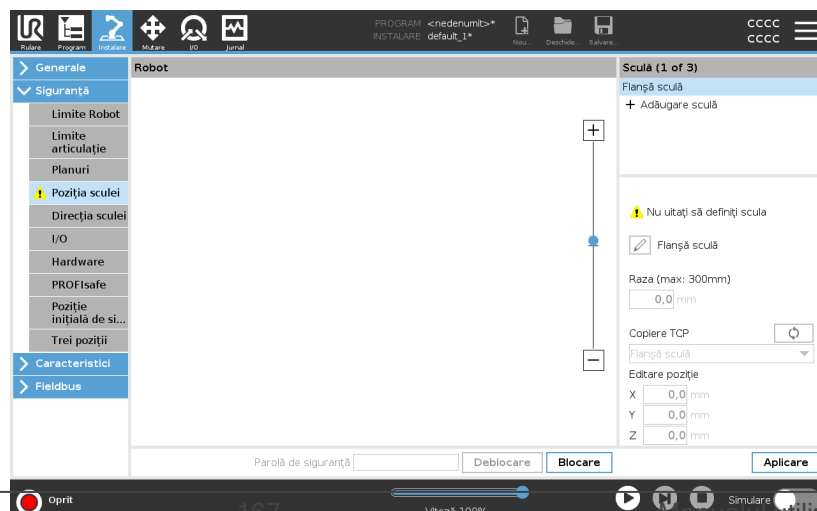 PROGRAM <nedenumit>*
INSTALARE default_1*
CCCC
CCCC
Rulare Program Instalare Mutare I/O Jurnal Nou... Deschide... Salvare...
Generale
Siguranță
Limite Robot
Limite articulație
Planuri
Poziția sculei
Direcția sculei
I/O
Hardware
PROFIsafe
Poziție inițială de si...
Trei poziții
Caracteristici
Fieldbus
Robot
Sculă (1 of 3)
Flanșă sculă
+ Adăugare sculă
Nu uitați să definiți scula
Flanșă sculă
Raza (max: 300mm)
0,0 mm
Copiere TCP
Flanșă sculă
Editare poziție
X 0,0 mm
Y 0,0 mm
Z 0,0 mm
Parolă de siguranță Deblocare Blocare Aplicare
Oprit
Viteză 100%
Simulare
167